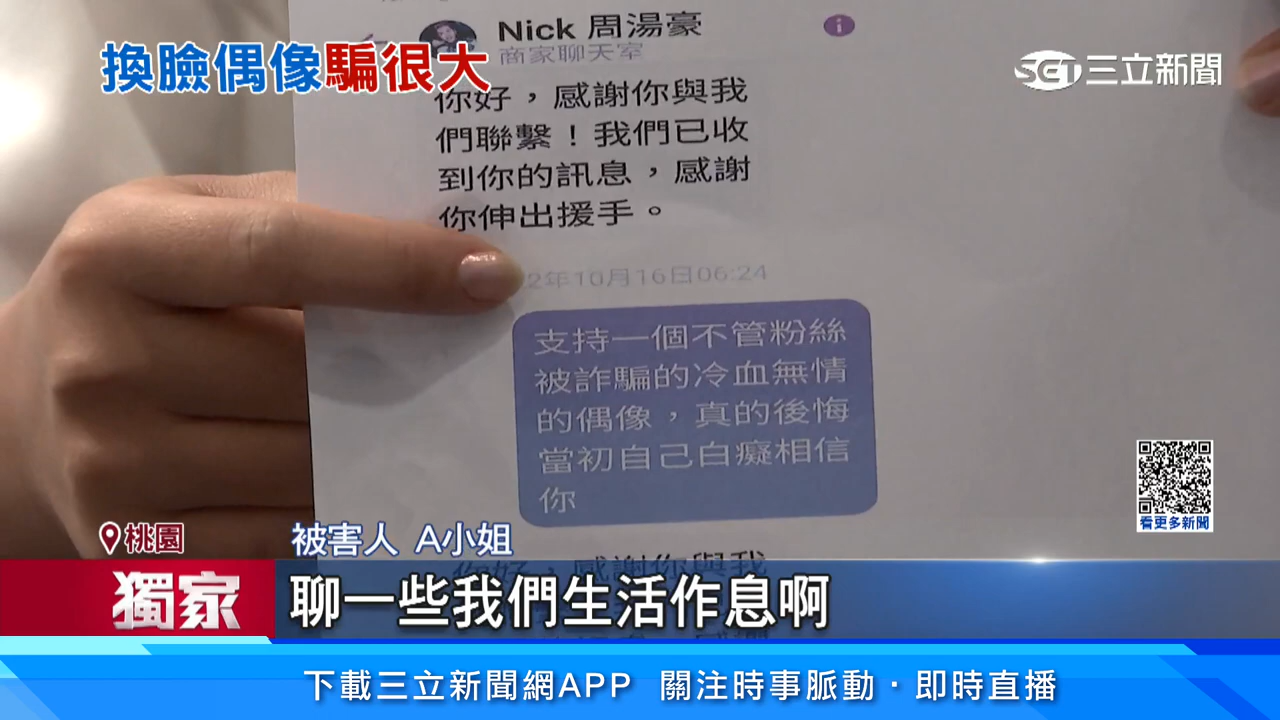 Nick 周湯豪
商家聊天室
換臉偶像騙很大
SET三立新聞
你好，感謝你與我
們聯繫！我們已收
到你的訊息，感謝
你伸出援手。
2年10月16日06:24
支持一個不管粉絲
被詐騙的冷血無情
的偶像，真的後悔
當初自己白癡相信
你
看更多新聞
桃園
被害人 A小姐
你好，感謝你與我
獨家
聊一些我們生活作息啊
下載三立新聞網APP 關注時事脈動·即時直播